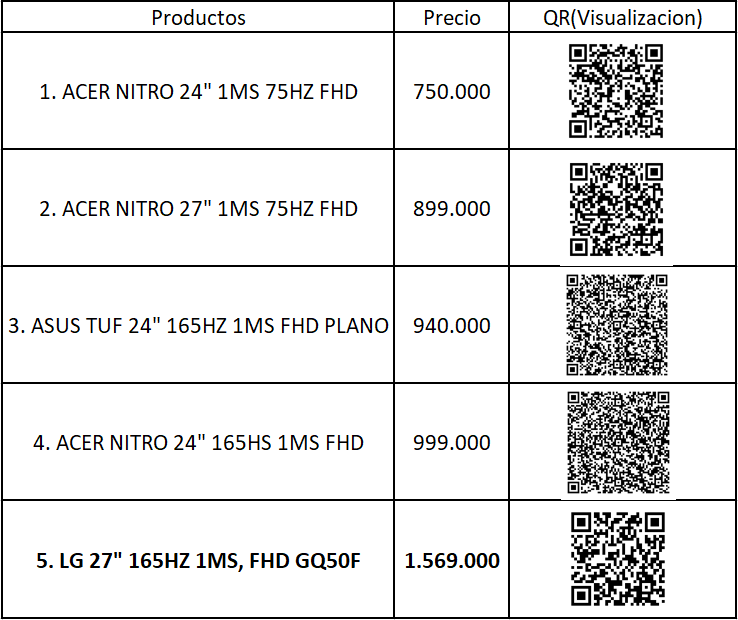 Productos Precio QR(Visualizacion)
1. ACER NITRO 24" 1MS 75HZ FHD 750.000
2. ACER NITRO 27" 1MS 75HZ FHD 899.000
3. ASUS TUF 24" 165HZ 1MS FHD PLANO 940.000
4. ACER NITRO 24" 165HS 1MS FHD 999.000
5. LG 27" 165HZ 1MS, FHD GQ50F 1.569.000